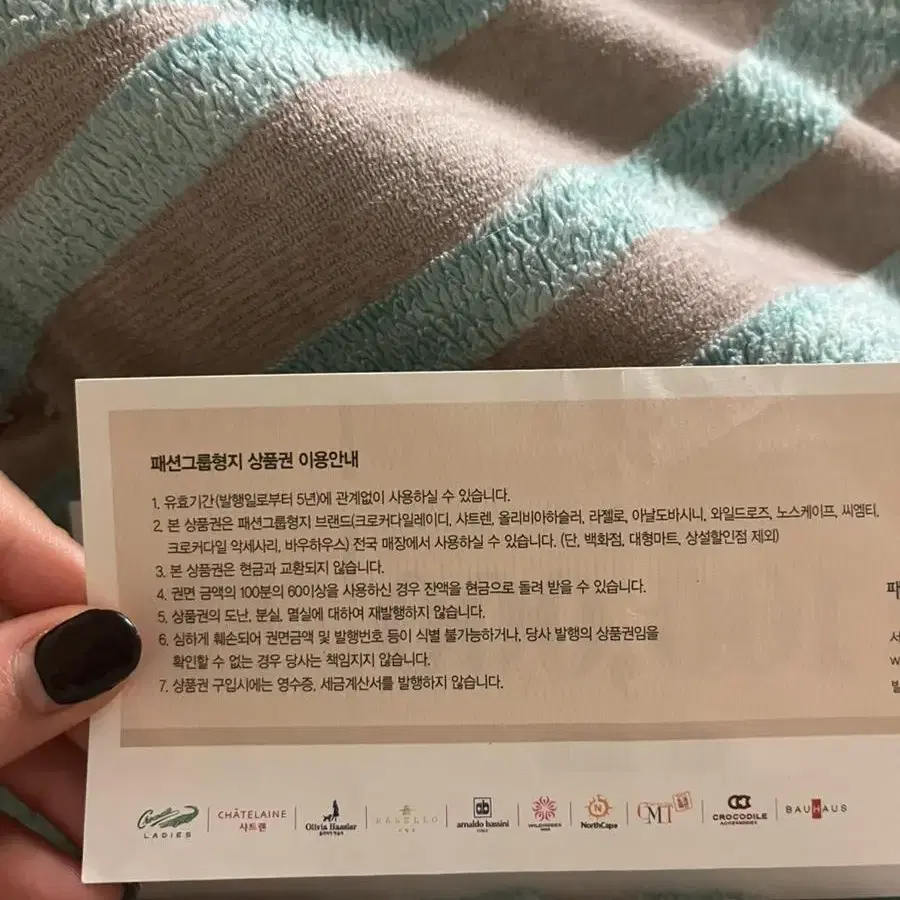 패션그룹형지 상품권 이용안내
1. 유효기간(발행일로부터 5년)에 관계없이 사용하실 수 있습니다.
2. 본 상품권은 패션그룹형지 브랜드(크로커다일레이디, 샤트렌, 올리비아하슬러, 라젤로, 아날도바시니, 와일드로즈, 노스케이프, 씨엠티,
크로커다일 악세사리, 바우하우스) 전국 매장에서 사용하실 수 있습니다. (단, 백화점, 대형마트, 상설할인점 제외)
3. 본 상품권은 현금과 교환되지 않습니다.
4. 권면 금액의 100분의 60이상을 사용하신 경우 잔액을 현금으로 돌려 받을 수 있습니다.
5. 상품권의 도난, 분실, 멸실에 대하여 재발행하지 않습니다.
6. 심하게 훼손되어 권면금액 및 발행번호 등이 식별 불가능하거나, 당사 발행의 상품권임을
확인할 수 없는 경우 당사는 책임지지 않습니다.
7. 상품권 구입시에는 영수증, 세금계산서를 발행하지 않습니다.
패
서
w
LADIES
CHÂTELAINE
샤트렌
Olivia Hassler
arnaldo bassini
WILDROSES
NorthCape
CMT
CROCODILE
ACCESSORIES
BAUHAUS